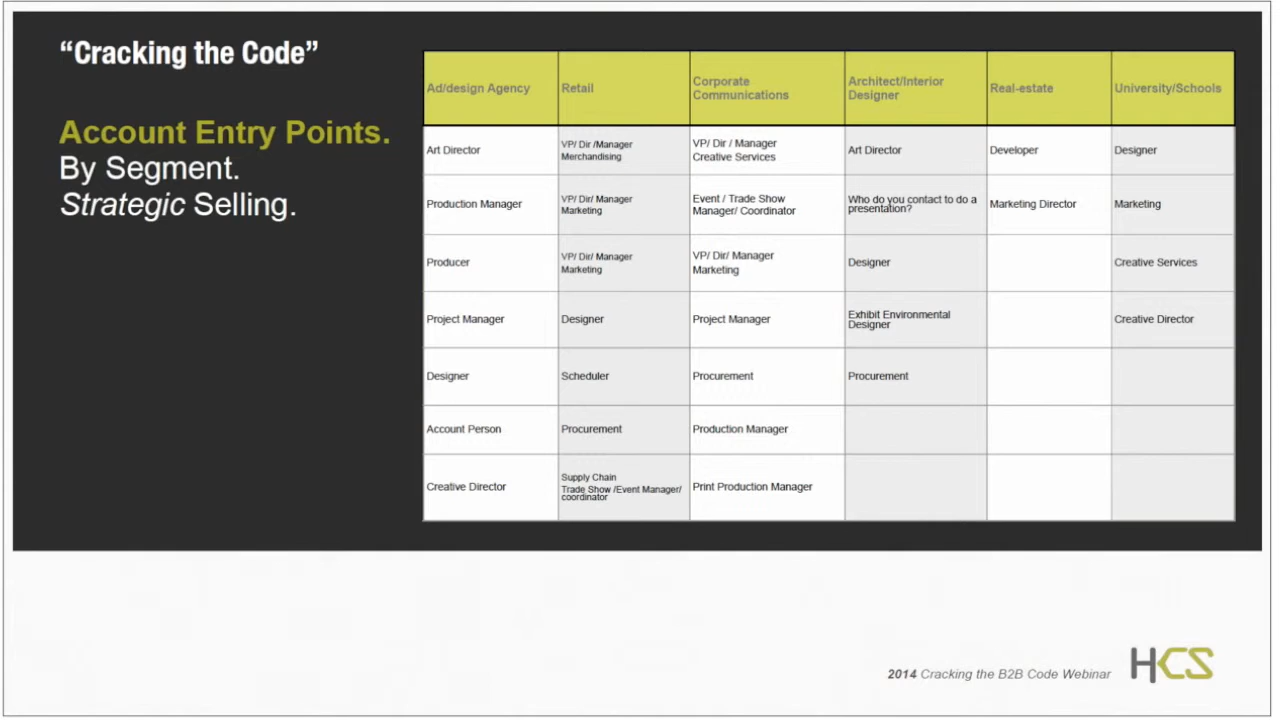 “Cracking the Code”
Account Entry Points.
By Segment.
Strategic Selling.
Ad/design Agency
Retail
Corporate
Communications
Architect/Interior
Designer
Real-estate
University/Schools
Art Director
VP/ Dir /Manager
Merchandising
VP/ Dir / Manager
Creative Services
Art Director
Developer
Designer
Production Manager
VP/ Dir/ Manager
Marketing
Event / Trade Show
Manager/ Coordinator
Who do you contact to do a
presentation?
Marketing Director
Marketing
Producer
VP/ Dir/ Manager
Marketing
VP/ Dir/ Manager
Marketing
Designer
Creative Services
Project Manager
Designer
Project Manager
Exhibit Environmental
Designer
Creative Director
Designer
Scheduler
Procurement
Procurement
Account Person
Procurement
Production Manager
Creative Director
Supply Chain
Trade Show /Event Manager/
coordinator
Print Production Manager
2014 Cracking the B2B Code Webinar
HCS